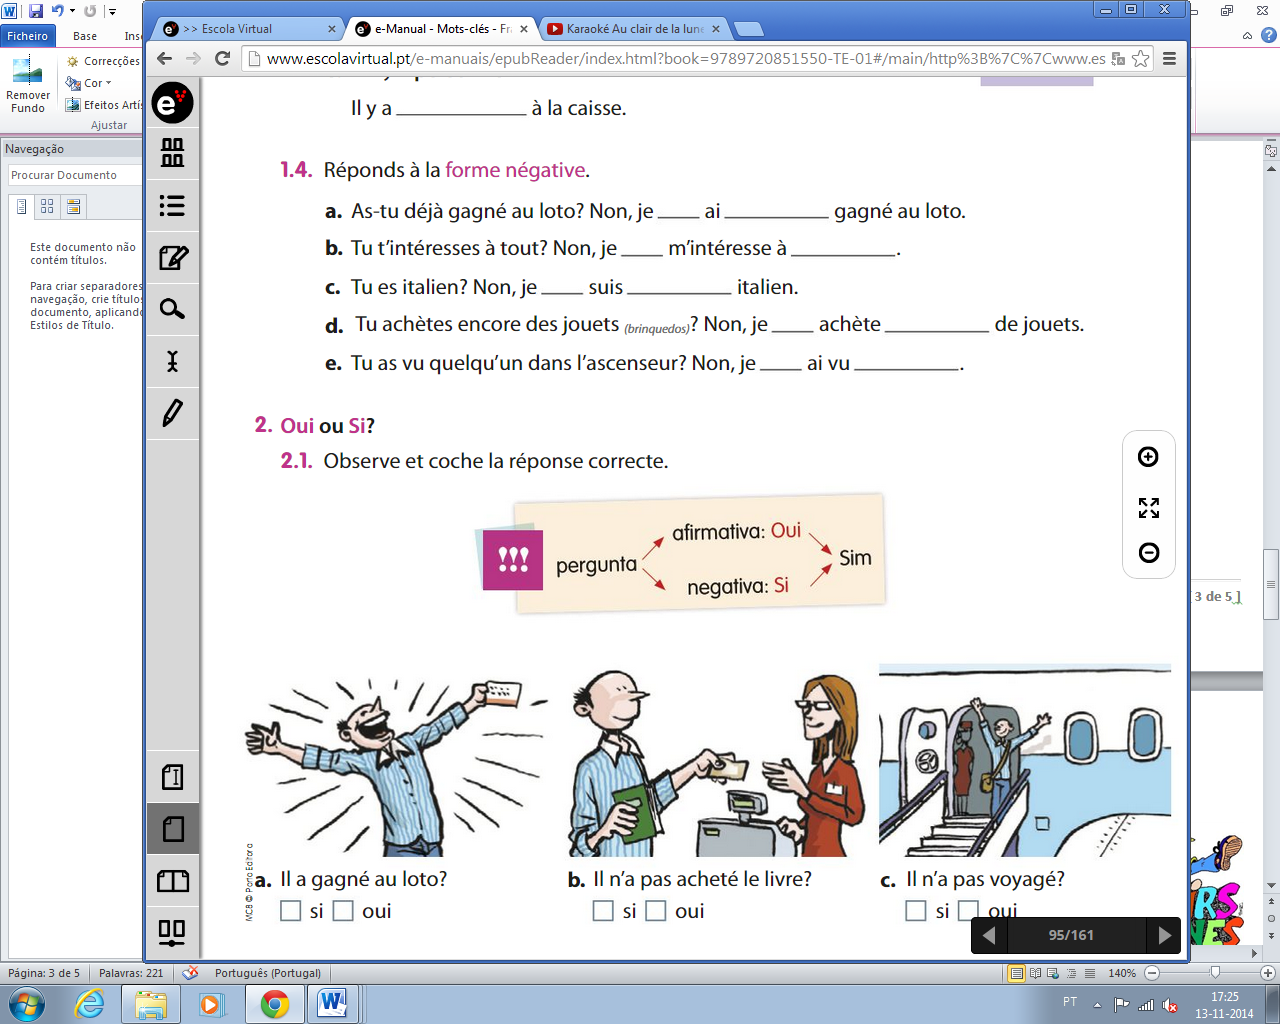 >> Escola Virtual
e-Manual - Mots-clés - Fra
Karaoké Au clair de la lune
Ficheiro
Base
www.escolavirtual.pt/e-manuais/epubReader/index.html?book=9789720851550-TE-01#/main/http%3B%7C%7Cwww.es
Remover Fundo
Correcções
Cor
Efeitos Artís
Ajustar
Navegação
Procurar Documento
Este documento não
contém títulos.
Para criar separadores
navegação, crie títulos
documento, aplicando
Estilos de Título.
Il y a ____________ à la caisse.
1.4. Réponds à la forme négative.
a. As-tu déjà gagné au loto? Non, je ____ ai __________ gagné au loto.
b. Tu t'intéresses à tout? Non, je ____ m'intéresse à __________.
c. Tu es italien? Non, je ____ suis __________ italien.
d. Tu achètes encore des jouets (brinquedos)? Non, je ____ achète __________ de jouets.
e. Tu as vu quelqu'un dans l'ascenseur? Non, je ____ ai vu __________.
2. Oui ou Si?
2.1. Observe et coche la réponse correcte.
!!!
afirmativa: Oui
pergunta
Sim
negativa: Si
3 de 5 ]
MCB © Porto Editora
a. Il a gagné au loto?
si oui
b. Il n'a pas acheté le livre?
si oui
c. Il n'a pas voyagé?
si oui
95/161
Página: 3 de 5
Palavras: 221
Português (Portugal)
140%
PT
17:25
13-11-2014